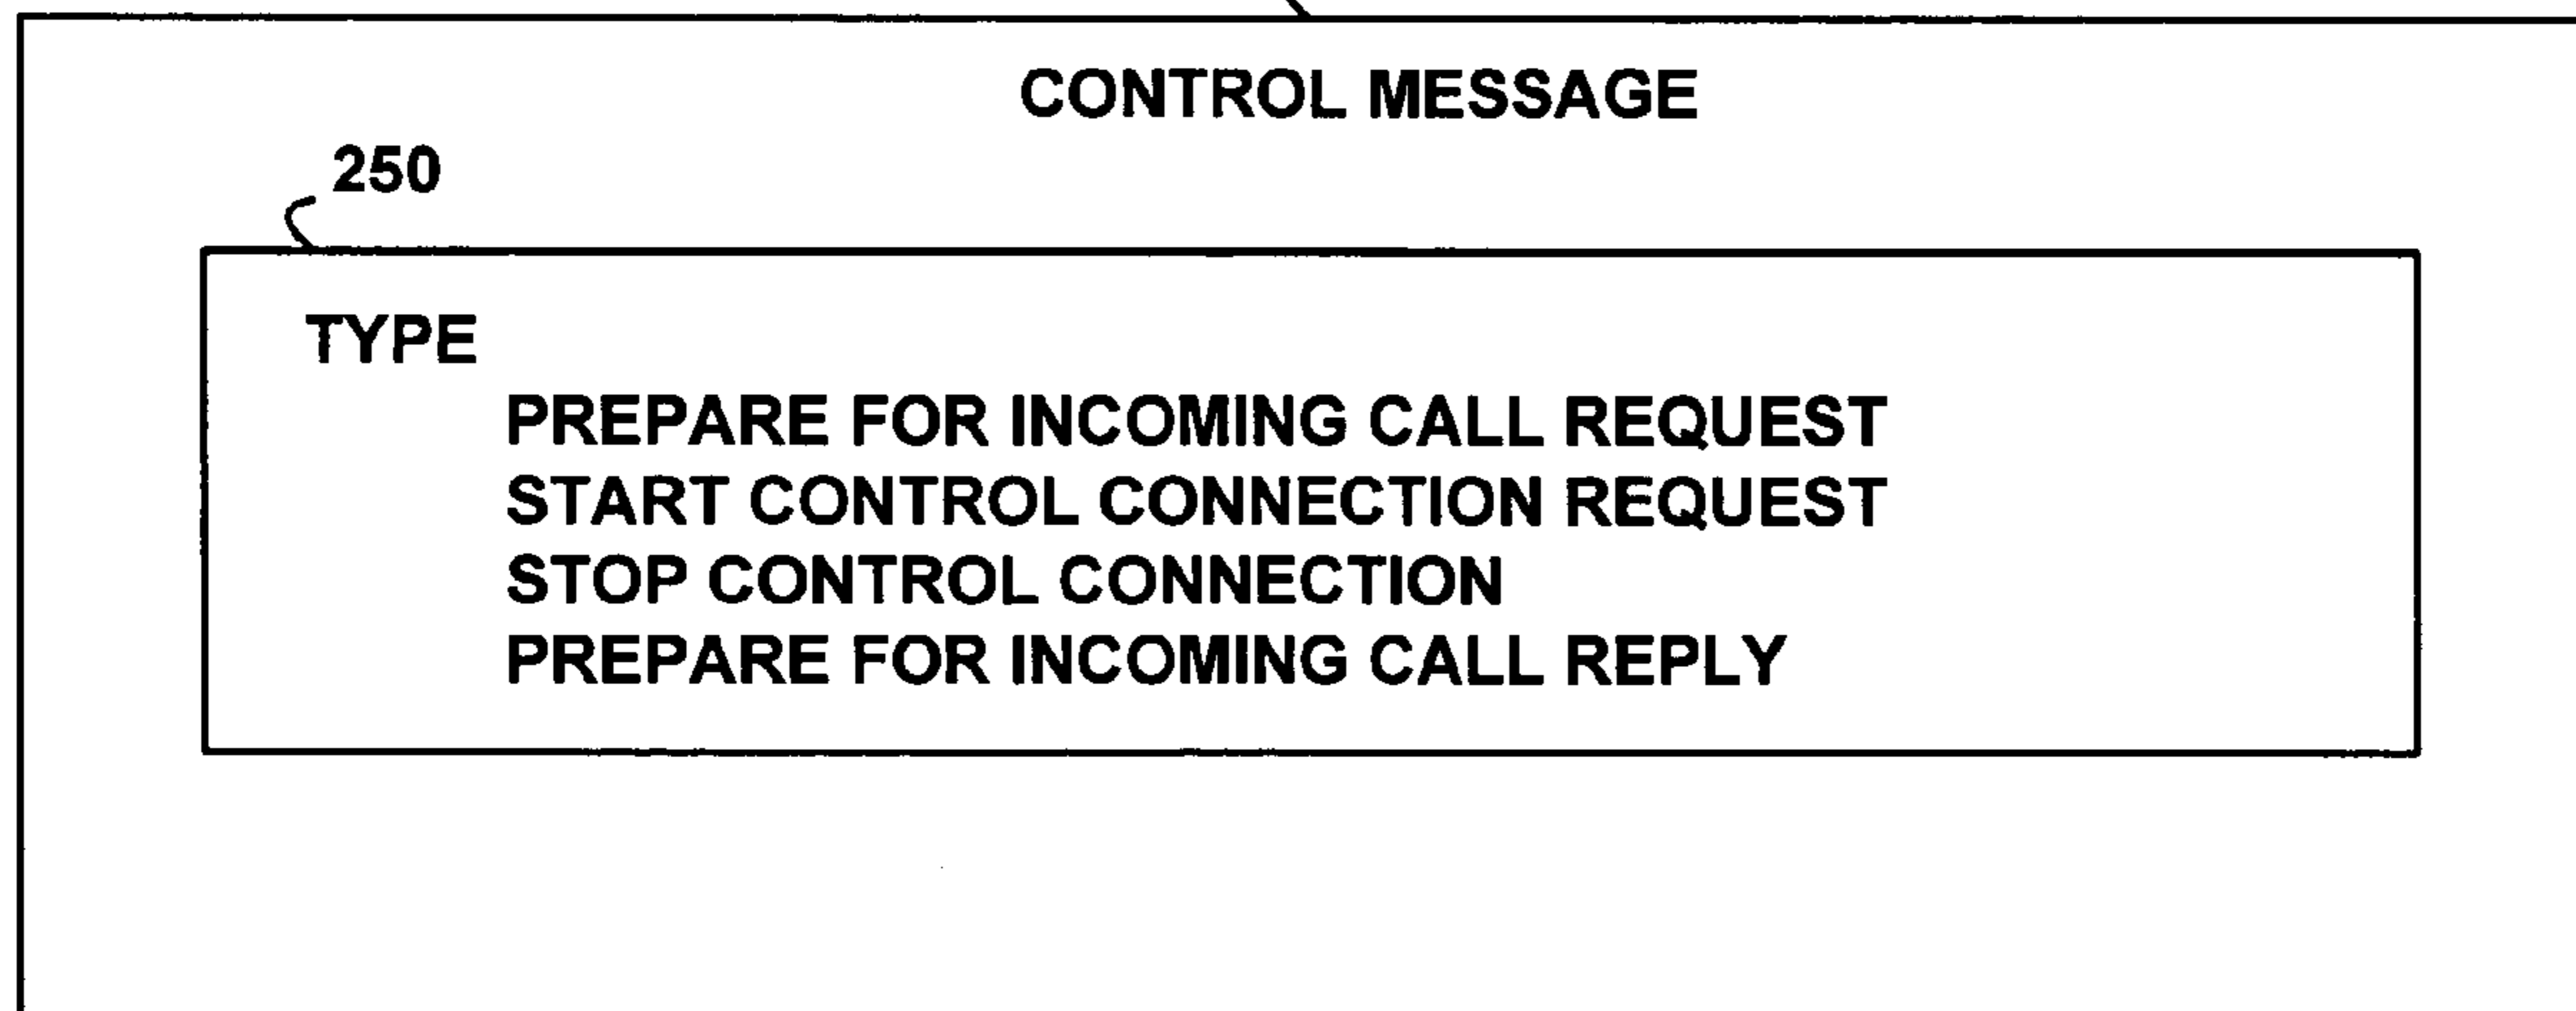 CONTROL MESSAGE
250
TYPE
PREPARE FOR INCOMING CALL REQUEST
START CONTROL CONNECTION REQUEST
STOP CONTROL CONNECTION
PREPARE FOR INCOMING CALL REPLY